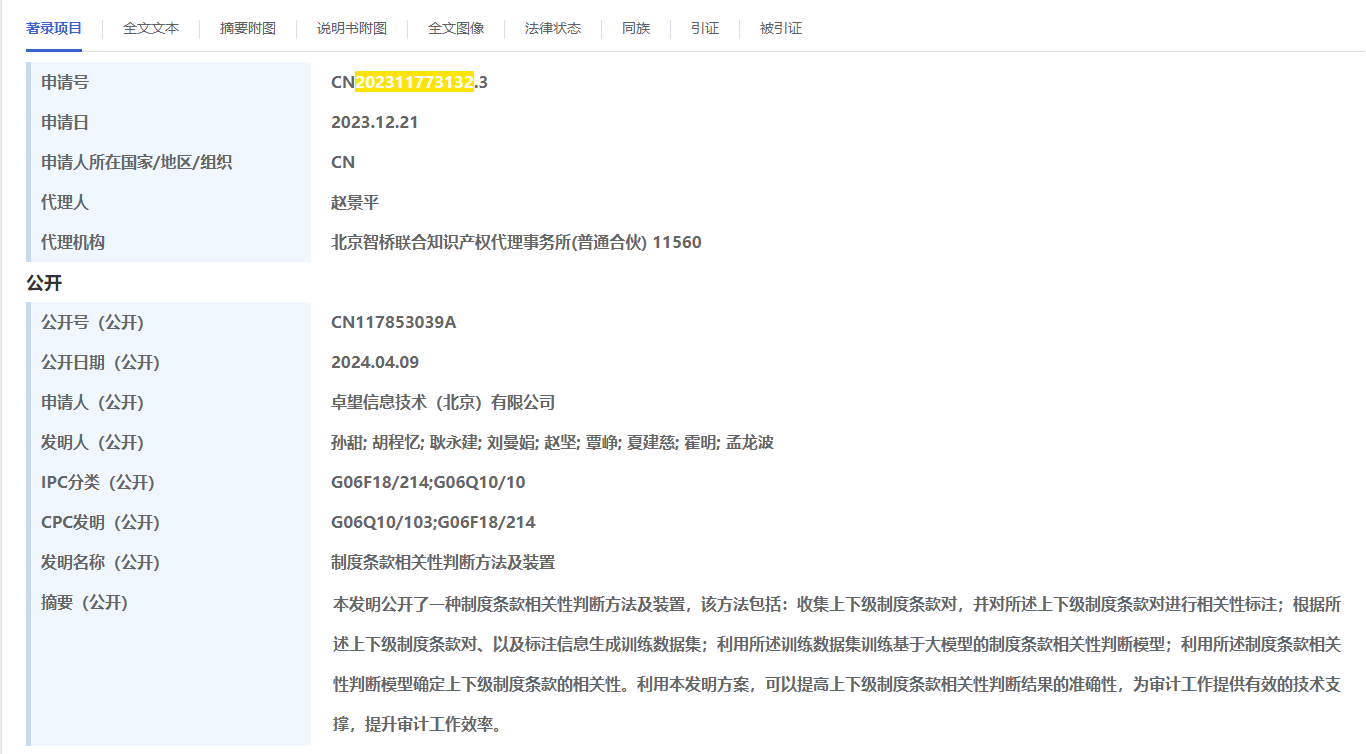 著录项目 全文文本 摘要附图 说明书附图 全文图像 法律状态 同族 引证 被引证
申请号 CN202311773132.3
申请日 2023.12.21
申请人所在国家/地区/组织 CN
代理人 赵景平
代理机构 北京智桥联合知识产权代理事务所(普通合伙) 11560
公开
公开号（公开） CN117853039A
公开日期（公开） 2024.04.09
申请人（公开） 卓望信息技术（北京）有限公司
发明人（公开） 孙甜; 胡程忆; 耿永建; 刘曼娟; 赵坚; 覃峥; 夏建慈; 霍明; 孟龙波
IPC分类（公开） G06F18/214;G06Q10/10
CPC发明（公开） G06Q10/103;G06F18/214
发明名称（公开） 制度条款相关性判断方法及装置
摘要（公开） 本发明公开了一种制度条款相关性判断方法及装置，该方法包括：收集上下级制度条款对，并对所述上下级制度条款对进行相关性标注；根据所
述上下级制度条款对、以及标注信息生成训练数据集；利用所述训练数据集训练基于大模型的制度条款相关性判断模型；利用所述制度条款相关
性判断模型确定上下级制度条款的相关性。利用本发明方案，可以提高上下级制度条款相关性判断结果的准确性，为审计工作提供有效的技术支
撑，提升审计工作效率。